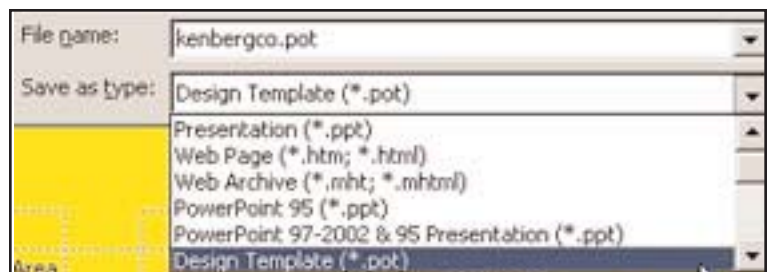 File name: kenbergco.pot
Save as type: Design Template (*.pot)
Presentation (*.ppt)
Web Page (*.htm; *.html)
Web Archive (*.mht; *.mhtml)
PowerPoint 95 (*.ppt)
PowerPoint 97-2002 & 95 Presentation (*.ppt)
Area Design Template (*.pot)